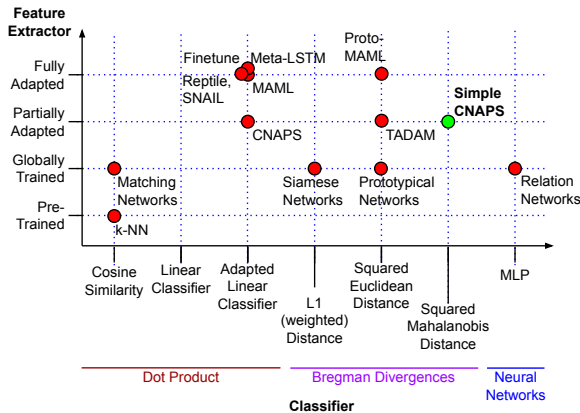 Feature
Extractor
Fully
Adapted
Partially
Adapted
Globally
Trained
Pre-
Trained
Finetune
Meta-LSTM
Reptile,
SNAIL
MAML
Proto-
MAML
CNAPS
TADAM
Simple
CNAPS
Matching
Networks
Siamese
Networks
Prototypical
Networks
Relation
Networks
k-NN
Cosine
Similarity
Linear
Classifier
Adapted
Linear
Classifier
L1
(weighted)
Distance
Squared
Euclidean
Distance
Squared
Mahalanobis
Distance
MLP
Dot Product
Bregman Divergences
Neural
Networks
Classifier